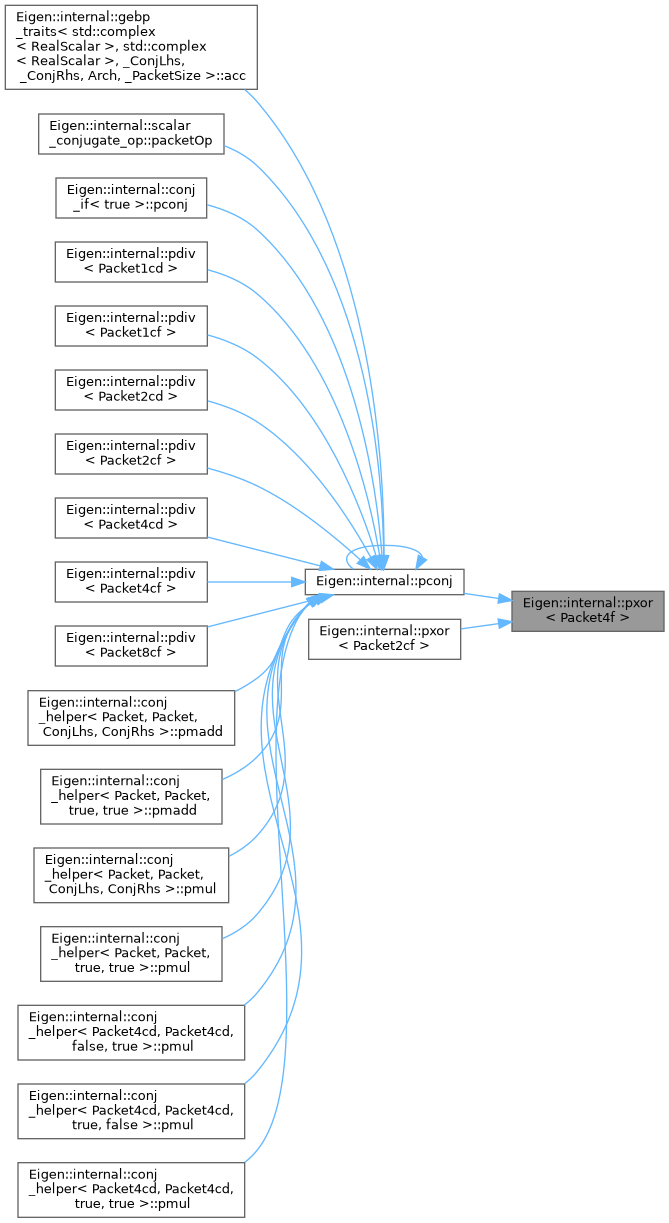 Eigen::internal::gebp
_traits< std::complex
< RealScalar >, std::complex
< RealScalar >, _ConjLhs,
_ConjRhs, Arch, _PacketSize >::acc
Eigen::internal::scalar
_conjugate_op::packetOp
Eigen::internal::conj
_if< true >::pconj
Eigen::internal::pdiv
< Packet1cd >
Eigen::internal::pdiv
< Packet1cf >
Eigen::internal::pdiv
< Packet2cd >
Eigen::internal::pdiv
< Packet2cf >
Eigen::internal::pdiv
< Packet4cd >
Eigen::internal::pdiv
< Packet4cf >
Eigen::internal::pdiv
< Packet8cf >
Eigen::internal::pconj
Eigen::internal::pxor
< Packet4f >
Eigen::internal::pxor
< Packet2cf >
Eigen::internal::conj
_helper< Packet, Packet,
ConjLhs, ConjRhs >::pmadd
Eigen::internal::conj
_helper< Packet, Packet,
true, true >::pmadd
Eigen::internal::conj
_helper< Packet, Packet,
ConjLhs, ConjRhs >::pmul
Eigen::internal::conj
_helper< Packet, Packet,
true, true >::pmul
Eigen::internal::conj
_helper< Packet4cd, Packet4cd,
false, true >::pmul
Eigen::internal::conj
_helper< Packet4cd, Packet4cd,
true, false >::pmul
Eigen::internal::conj
_helper< Packet4cd, Packet4cd,
true, true >::pmul